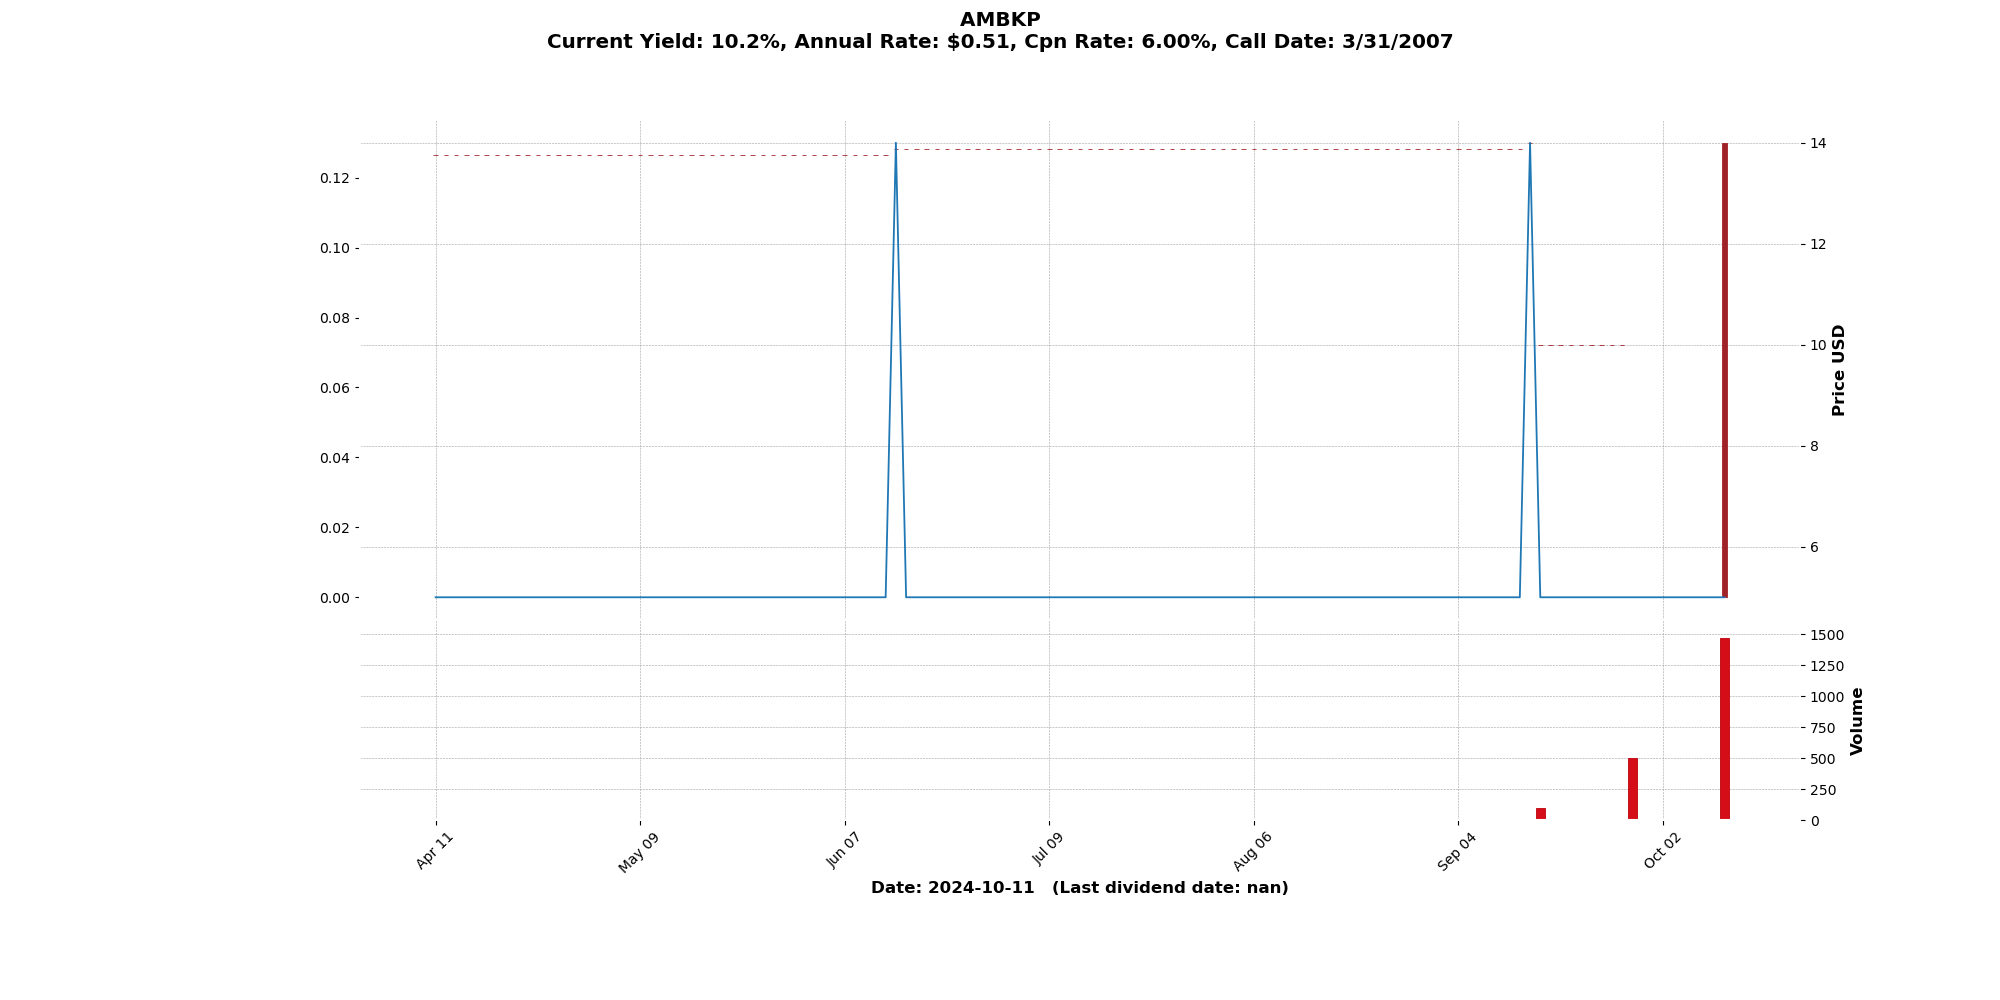 AMBKP
Current Yield: 10.2%, Annual Rate: $0.51, Cpn Rate: 6.00%, Call Date: 3/31/2007
0.12
0.10
0.08
0.06
0.04
0.02
0.00
14
12
10
8
6
Price USD
1500
1250
1000
750
500
250
0
Volume
Apr 11
May 09
Jun 07
Jul 09
Aug 06
Sep 04
Oct 02
Date: 2024-10-11 (Last dividend date: nan)